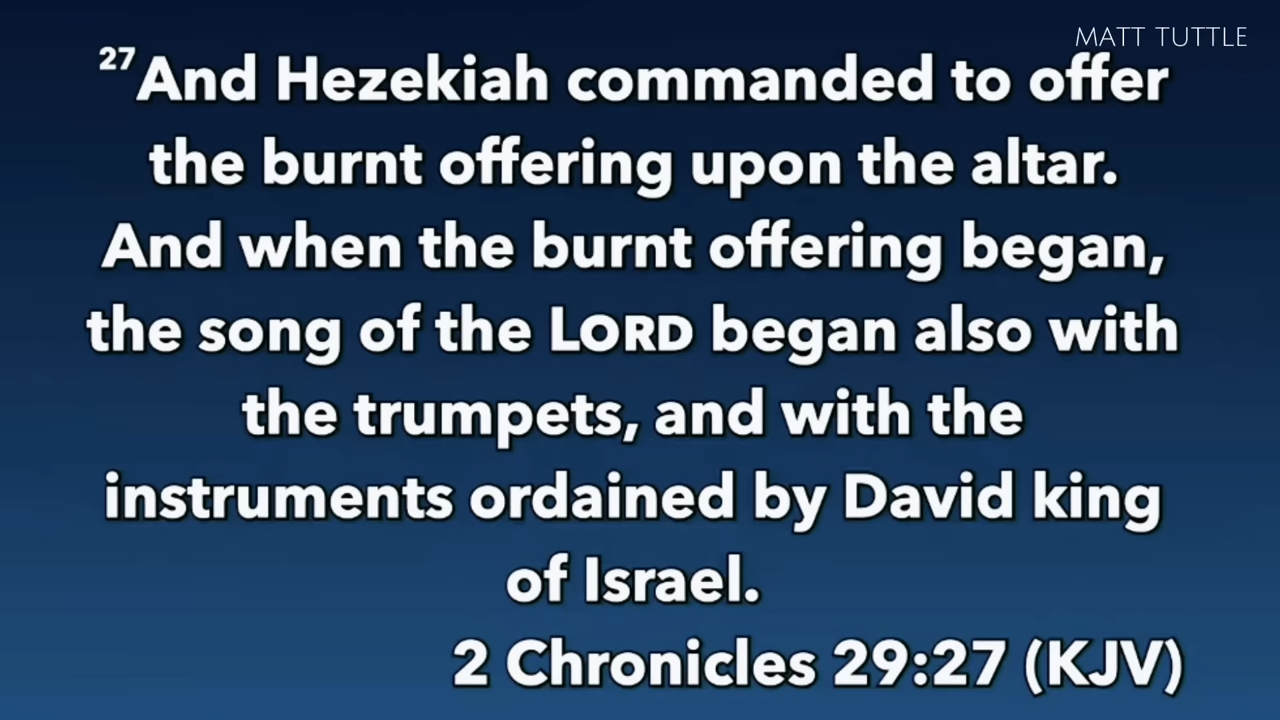 MATT TUTTLE
27And Hezekiah commanded to offer
the burnt offering upon the altar.
And when the burnt offering began,
the song of the LORD began also with
the trumpets, and with the
instruments ordained by David king
of Israel.
2 Chronicles 29:27 (KJV)